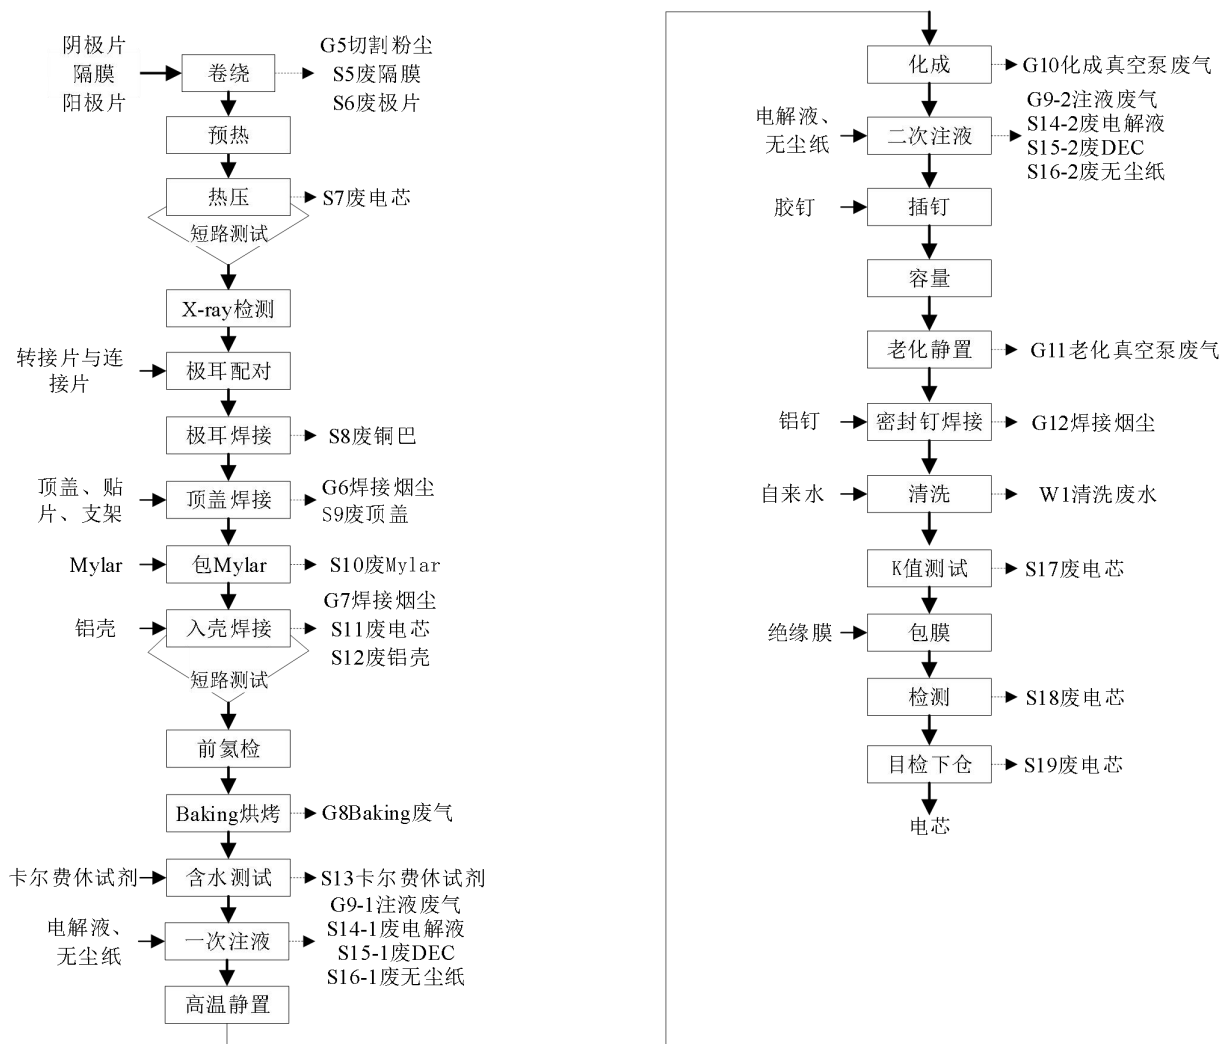 阴极片
隔膜
阳极片
卷绕
G5切割粉尘
S5废隔膜
S6废极片
预热
热压
S7废电芯
短路测试
X-ray检测
转接片与连
接片
极耳配对
极耳焊接
S8废铜巴
顶盖、贴
片、支架
顶盖焊接
G6焊接烟尘
S9废顶盖
Mylar
包Mylar
S10废Mylar
铝壳
入壳焊接
G7焊接烟尘
S11废电芯
S12废铝壳
短路测试
前氦检
Baking烘烤
G8Baking废气
卡尔费休试剂
含水测试
S13卡尔费休试剂
电解液、
无尘纸
一次注液
G9-1注液废气
S14-1废电解液
S15-1废DEC
S16-1废无尘纸
高温静置
化成
G10化成真空泵废气
电解液、
无尘纸
二次注液
G9-2注液废气
S14-2废电解液
S15-2废DEC
S16-2废无尘纸
胶钉
插钉
容量
老化静置
G11老化真空泵废气
铝钉
密封钉焊接
G12焊接烟尘
自来水
清洗
W1清洗废水
K值测试
S17废电芯
绝缘膜
包膜
检测
S18废电芯
目检下仓
S19废电芯
电芯